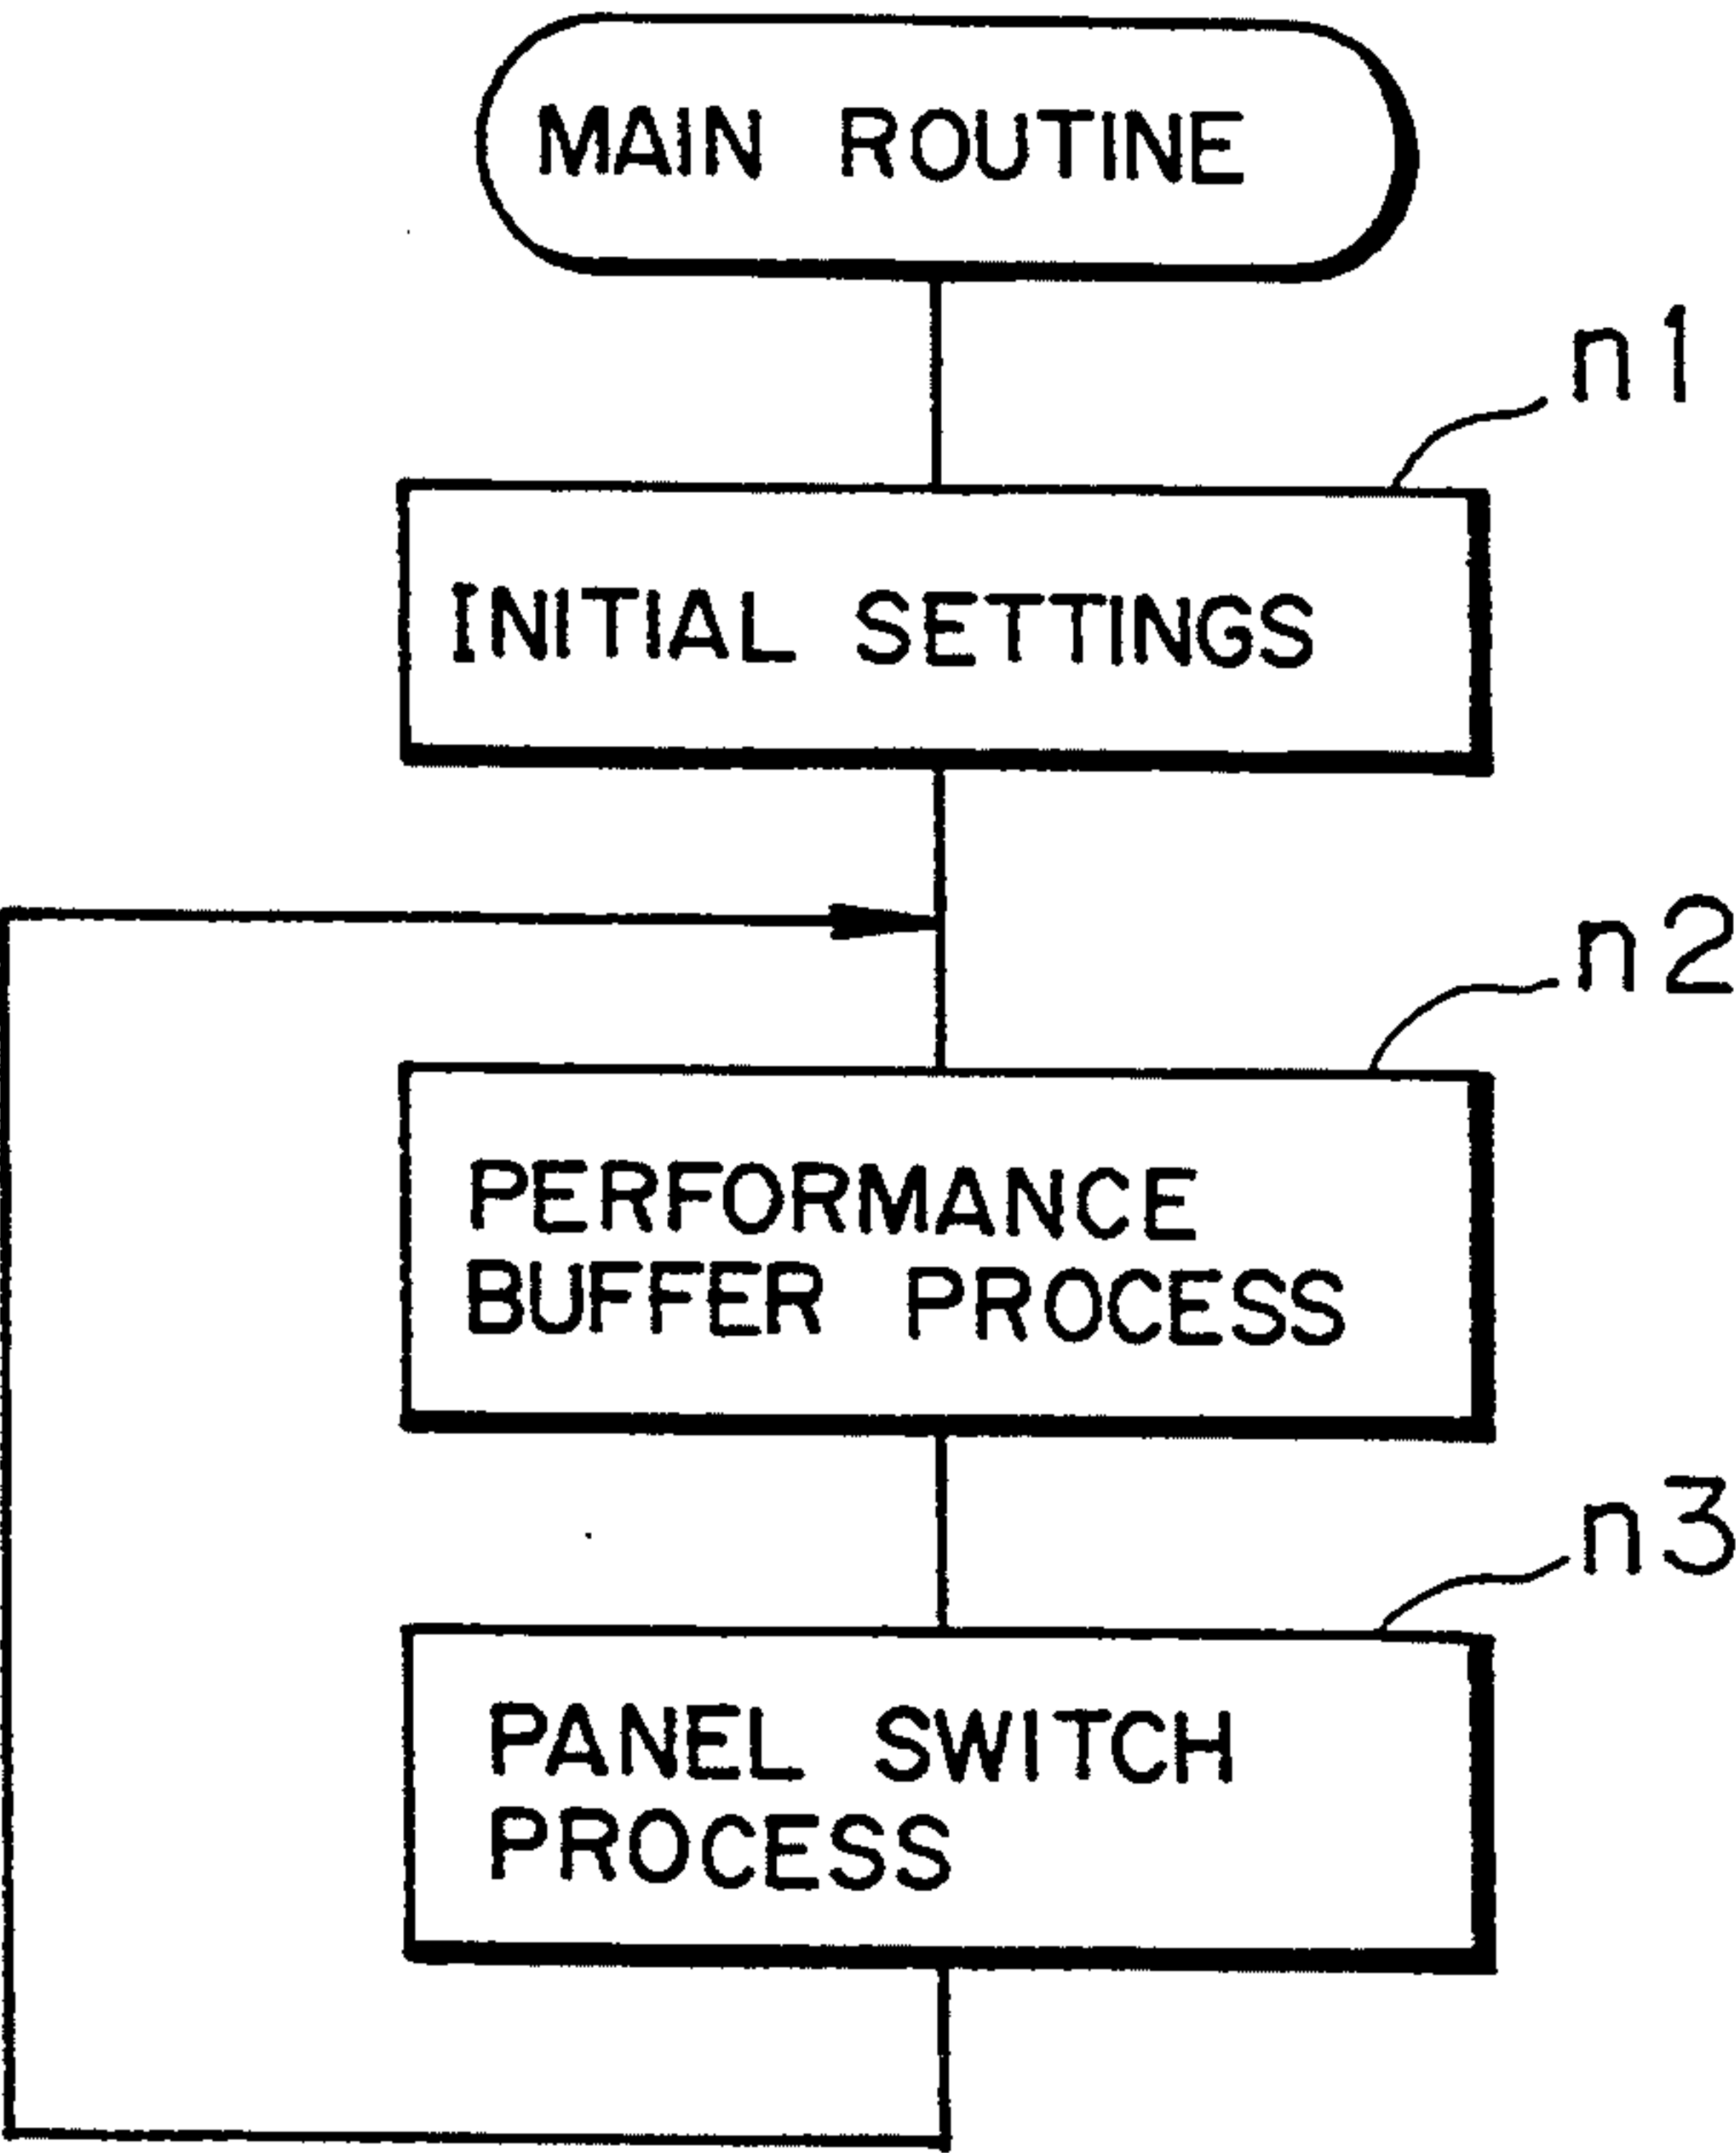 MAIN ROUTINE
n1
INITIAL SETTINGS
n2
PERFORMANCE
BUFFER PROCESS
n3
PANEL SWITCH
PROCESS